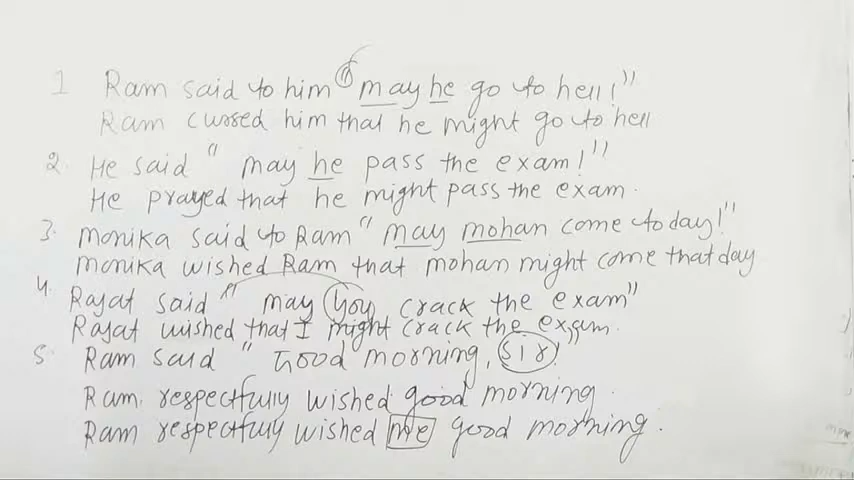 1 Ram said to him "may he go to hell!"
Ram cursed him that he might go to hell
2. He said " may he pass the exam!"
He prayed that he might pass the exam.
3. monika said to Ram "may mohan come today!"
monika wished Ram that mohan might come that day
4. Rajat said " may you crack the exam"
Rajat wished that I might crack the exam.
5. Ram said " Good morning, sir!"
Ram respectfully wished good morning.
Ram respectfully wished me good morning.